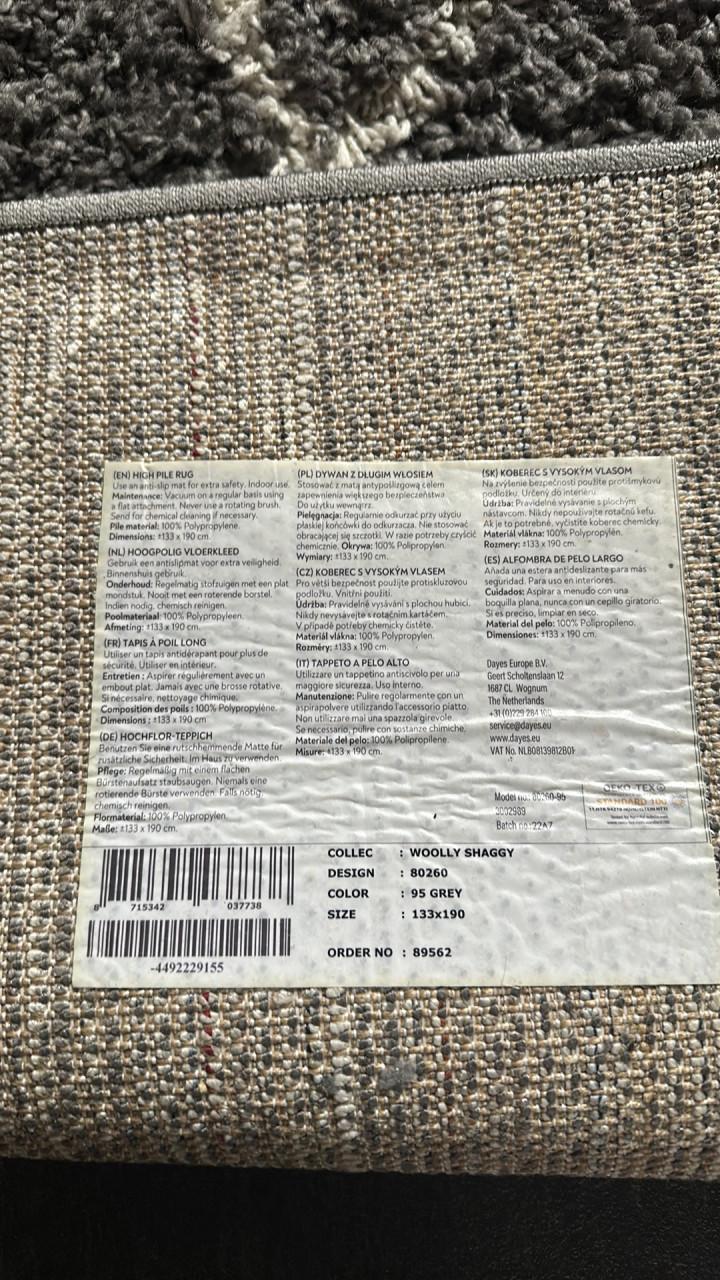 (EN) HIGH PILE RUG
Use an anti-slip mat for extra safety. Indoor use.
Maintenance: Vacuum on a regular basis using
a flat attachment. Never use a rotating brush.
Send for chemical cleaning if necessary.
Pile material: 100% Polypropylene.
Dimensions: ±133 x 190 cm.
(NL) HOOGPOLIG VLOERKLEED
Gebruik een antislipmat voor extra veiligheid.
Binnenshuis gebruik.
Onderhoud: Regelmatig stofzuigen met een plat
mondstuk. Nooit met een roterende borstel.
Indien nodig, chemisch reinigen.
Poolmateriaal: 100% Polypropyleen.
Afmeting: ±133 x 190 cm.
(FR) TAPIS À POIL LONG
Utiliser un tapis antidérapant pour plus de
sécurité. Utiliser en intérieur.
Entretien : Aspirer régulièrement avec un
embout plat. Jamais avec une brosse rotative.
Si nécessaire, nettoyage chimique.
Composition des poils : 100% Polypropylène.
Dimensions : ±133 x 190 cm
(DE) HOCHFLOR-TEPPICH
Benutzen Sie eine rutschhemmende Matte für
zusätzliche Sicherheit. Im Haus zu verwenden.
Pflege: Regelmäßig mit einem flachen
Bürstenaufsatz staubsaugen. Niemals eine
rotierende Bürste verwenden. Falls nötig,
chemisch reinigen.
Flormaterial: 100% Polypropylen.
Maße: ±133 x 190 cm.
(PL) DYWAN Z DŁUGIM WŁOSIEM
Stosować z matą antypoślizgową celem
zapewnienia większego bezpieczeństwa.
Do użytku wewnątrz.
Pielęgnacja: Regularnie odkurzać przy użyciu
płaskiej końcówki do odkurzacza. Nie stosować
obracającej się szczotki. W razie potrzeby czyścić
chemicznie. Okrywa: 100% Polipropylen.
Wymiary: ±133 x 190 cm.
(CZ) KOBEREC S VYSOKÝM VLASEM
Pro větší bezpečnost použijte protiskluzovou
podložku. Vnitřní použití.
Údržba: Pravidelné vysávání s plochou hubicí.
Nikdy nevysávejte s rotačním kartáčem.
V případě potřeby chemicky čistěte.
Materiál vlákna: 100% Polypropylen.
Rozměry: ±133 x 190 cm.
(IT) TAPPETO A PELO ALTO
Utilizzare un tappetino antiscivolo per una
maggiore sicurezza. Uso interno.
Manutenzione: Pulire regolarmente con un
aspirapolvere utilizzando l'accessorio piatto.
Non utilizzare mai una spazzola girevole.
Se necessario, pulire con sostanze chimiche.
Materiale del pelo: 100% Polipropilene.
Misure: ±133 x 190 cm.
(SK) KOBEREC S VYSOKÝM VLASOM
Na zvýšenie bezpečnosti použite protišmykovú
podložku. Určený do interiéru.
Údržba: Pravidelné vysávanie s plochým
nástavcom. Nikdy nepoužívajte rotačnú kefu.
Ak je to potrebné, vyčistite koberec chemicky.
Materiál vlákna: 100% Polypropylén.
Rozmery: ±133 x 190 cm.
(ES) ALFOMBRA DE PELO LARGO
Añada una estera antideslizante para más
seguridad. Para uso en interiores.
Cuidados: Aspirar a menudo con una
boquilla plana, nunca con un cepillo giratorio.
Si es preciso, limpiar en seco.
Material del pelo: 100% Polipropileno.
Dimensiones: ±133 x 190 cm.
Dayes Europe B.V.
Geert Scholtenslaan 12
1687 CL Wognum
The Netherlands
+31 (0)229 284
service@dayes.eu
www.dayes.eu
VAT No. NL808139812B01
Model no.: 80260-95
3002989
Batch no.: 22A7
OEKO-TEX®
STANDARD 100
COLLEC : WOOLLY SHAGGY
DESIGN : 80260
COLOR : 95 GREY
SIZE : 133x190
ORDER NO : 89562
8 715342 037738
-4492229155